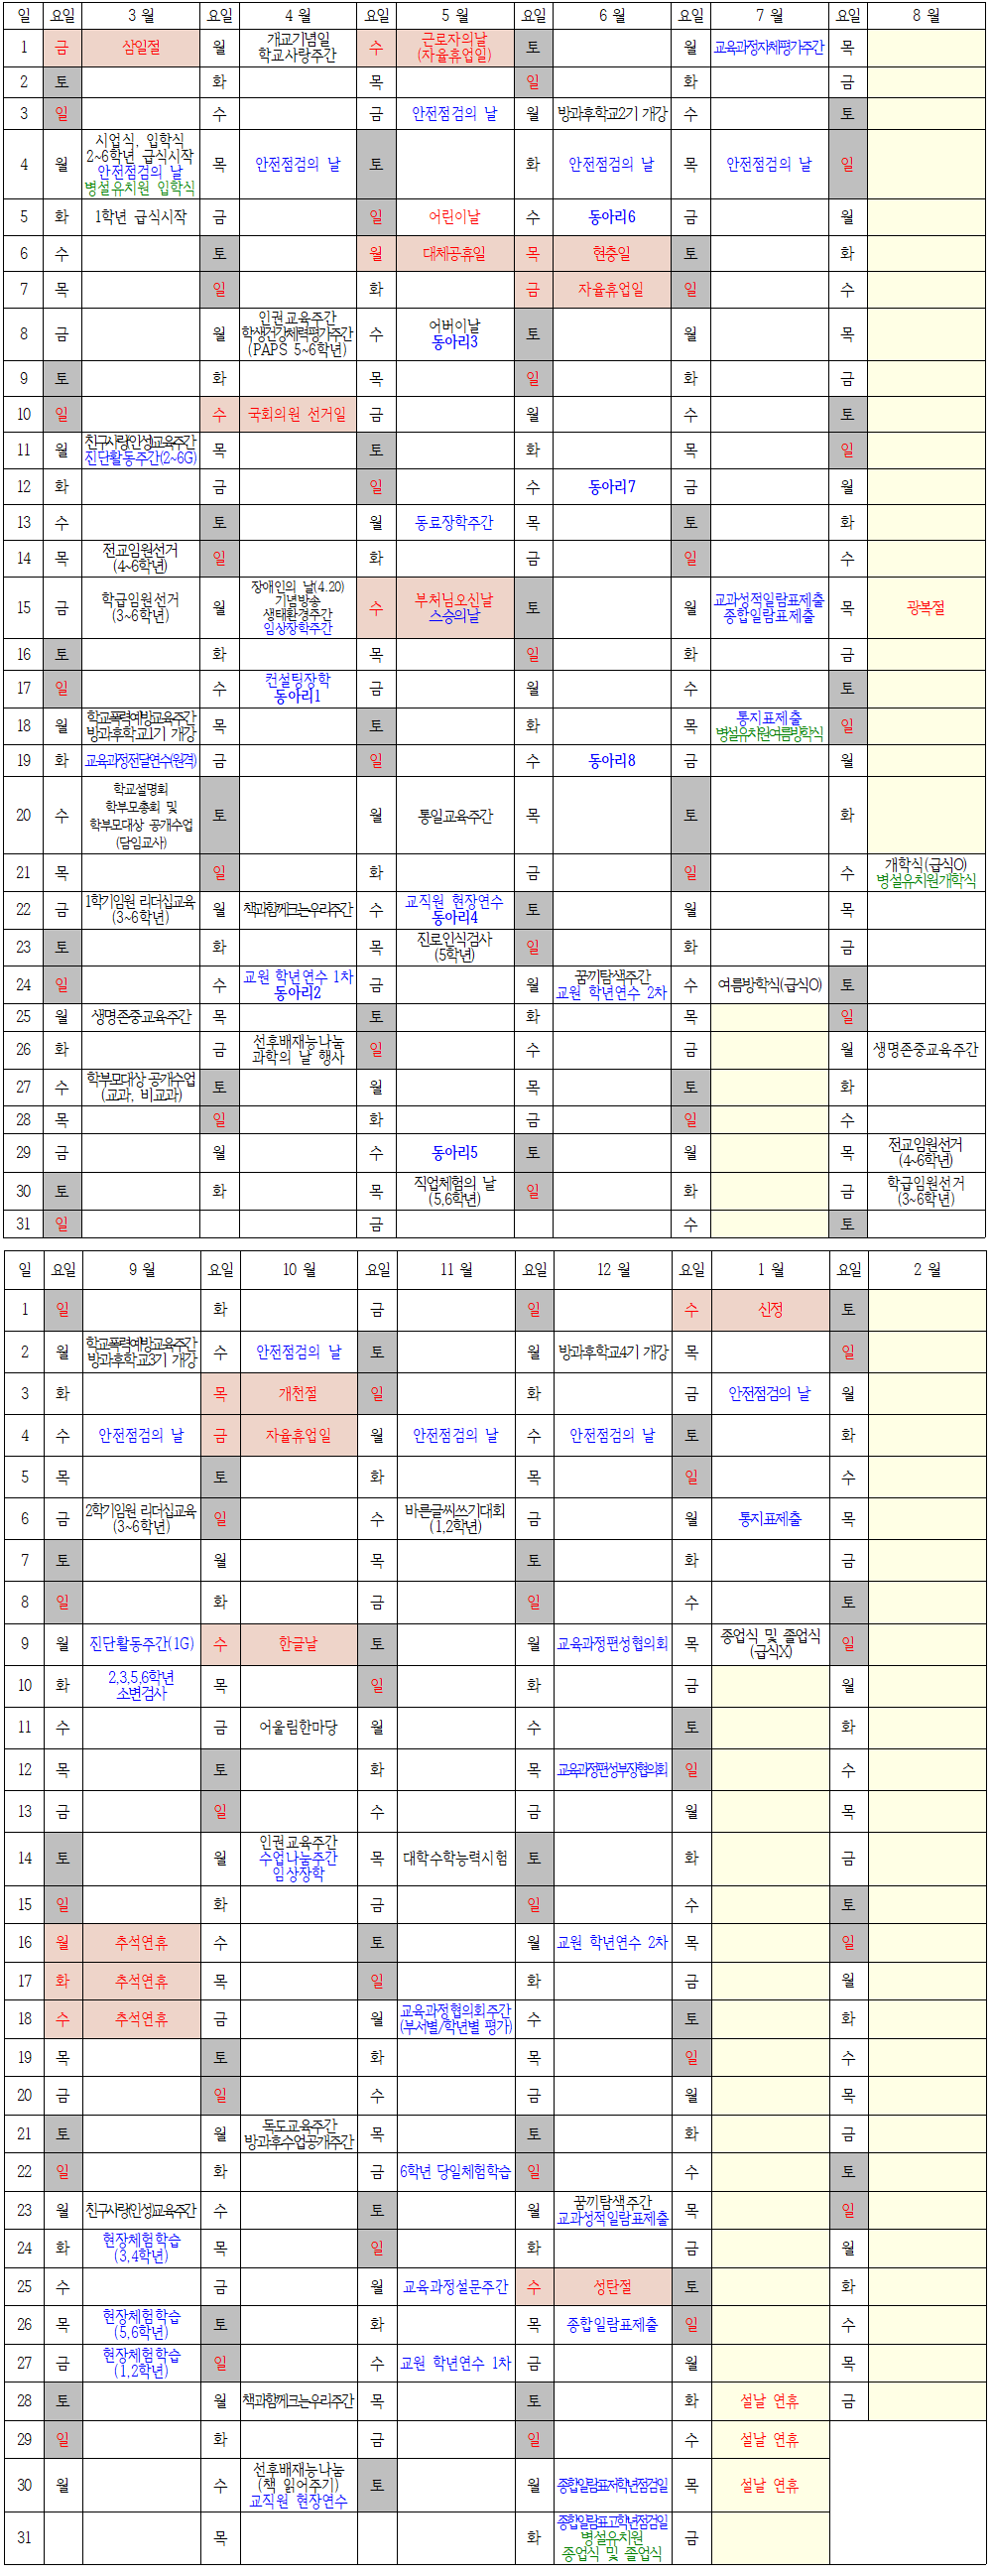 일 요일 3 월 요일 4 월 요일 5 월 요일 6 월 요일 7 월 요일 8 월
1 금 삼일절 월 개교기념일 수 근로자의날 토 월 교육과정자체평가주간 목
학교사랑주간 (자율휴업일)
2 토 화 목 일 화 금
3 일 수 금 안전점검의 날 월 방과후학교2기 개강 수 토
시업식, 입학식
4 월 2~6학년 급식시작 목 안전점검의 날 토 화 안전점검의 날 목 안전점검의 날 일
안전점검의 날
병설유치원 입학식
5 화 1학년 급식시작 금 일 어린이날 수 동아리6 금 월
6 수 토 월 대체공휴일 목 현충일 토 화
7 목 일 화 금 자율휴업일 일 수
인권교육주간
8 금 월 학생건강체력평가주간 수 어버이날 토 월 목
(PAPS 5~6학년) 동아리3
9 토 화 목 일 화 금
10 일 수 국회의원 선거일 금 월 수 토
11 월 친구사랑(인성)교육주간 목 토 화 목 일
진단활동주간(2~6G)
12 화 금 일 수 동아리7 금 월
13 수 토 월 동료장학주간 목 토 화
14 목 전교임원선거 일 화 금 일 수
(4~6학년)
15 금 학급임원선거 월 장애인의 날(4.20) 수 부처님오신날 토 월 교과성적일람표제출 목 광복절
(3~6학년) 기념방송 스승의날 종합일람표제출
생태환경주간
임상장학주간
16 토 화 목 일 화 금
17 일 수 컨설팅장학 금 월 수 토
동아리1
18 월 학교폭력예방교육주간 목 토 화 목 통지표제출 일
방과후학교1기 개강 병설유치원여름방학식
19 화 교육과정전달연수(원격) 금 일 수 동아리8 금 월
학교설명회
20 수 학부모총회 및 토 월 통일교육주간 목 토 화
학부모대상 공개수업
(담임교사)
21 목 일 화 금 일 수 개학식(급식O)
병설유치원개학식
22 금 1학기임원 리더십교육 월 책과함께크는우리주간 수 교직원 현장연수 토 월 목
(3~6학년) 동아리4
23 토 화 목 진로인식검사 일 화 금
(5학년)
24 일 수 교원 학년연수 1차 금 월 꿈끼탐색주간 수 여름방학식(급식O) 토
동아리2 교원 학년연수 2차
25 월 생명존중교육주간 목 토 화 목 일
26 화 금 선후배재능나눔 일 수 금 월 생명존중교육주간
과학의 날 행사
27 수 학부모대상 공개수업 토 월 목 토 화
(교과, 비교과)
28 목 일 화 금 일 수
29 금 월 수 동아리5 토 월 목 전교임원선거
(4~6학년)
30 토 화 목 직업체험의 날 일 화 금 학급임원선거
(5,6학년) (3~6학년)
31 일 금 수 토
일 요일 9 월 요일 10 월 요일 11 월 요일 12 월 요일 1 월 요일 2 월
1 일 화 금 일 수 신정 토
2 월 학교폭력예방교육주간 수 안전점검의 날 토 월 방과후학교4기 개강 목 일
방과후학교3기 개강
3 화 목 개천절 일 화 금 안전점검의 날 월
4 수 안전점검의 날 금 자율휴업일 월 안전점검의 날 수 안전점검의 날 토 화
5 목 토 화 목 일 수
6 금 2학기임원 리더십교육 일 수 바른글씨쓰기대회 금 월 통지표제출 목
(3~6학년) (1,2학년)
7 토 월 목 토 화 금
8 일 화 금 일 수 토
9 월 진단활동주간(1G) 수 한글날 토 월 교육과정편성협의회 목 종업식 및 졸업식 일
(급식X)
10 화 2,3,5,6학년 목 일 화 금 월
소변검사
11 수 금 어울림한마당 월 수 토 화
12 목 토 화 목 교육과정편성부장협의회 일 수
13 금 일 수 금 월 목
14 토 월 인권교육주간 목 대학수학능력시험 토 화 금
수업나눔주간
임상장학
15 일 화 금 일 수 토
16 월 추석연휴 수 토 월 교원 학년연수 2차 목 일
17 화 추석연휴 목 일 화 금 월
18 수 추석연휴 금 월 교육과정협의회주간 수 토 화
(부서별/학년별 평가)
19 목 토 화 목 일 수
20 금 일 수 금 월 목
21 토 월 독도교육주간 목 토 화 금
방과후수업공개주간
22 일 화 금 6학년 당일체험학습 일 수 토
23 월 친구사랑(인성)교육주간 수 토 월 꿈끼탐색주간 목 일
교과성적일람표제출
24 화 현장체험학습 목 일 화 금 월
(3,4학년)
25 수 금 월 교육과정설문주간 수 성탄절 토 화
26 목 현장체험학습 토 화 목 종합일람표제출 일 수
(5,6학년)
27 금 현장체험학습 일 수 교원 학년연수 1차 금 월 목
(1,2학년)
28 토 월 책과함께크는우리주간 목 토 화 설날 연휴 금
29 일 화 금 일 수 설날 연휴
30 월 수 선후배재능나눔 토 월 종합일람표저학년점검일 목 설날 연휴
(책 읽어주기)
교직원 현장연수
31 목 화 종합일람표고학년점검일 금
병설유치원
종업식 및 졸업식